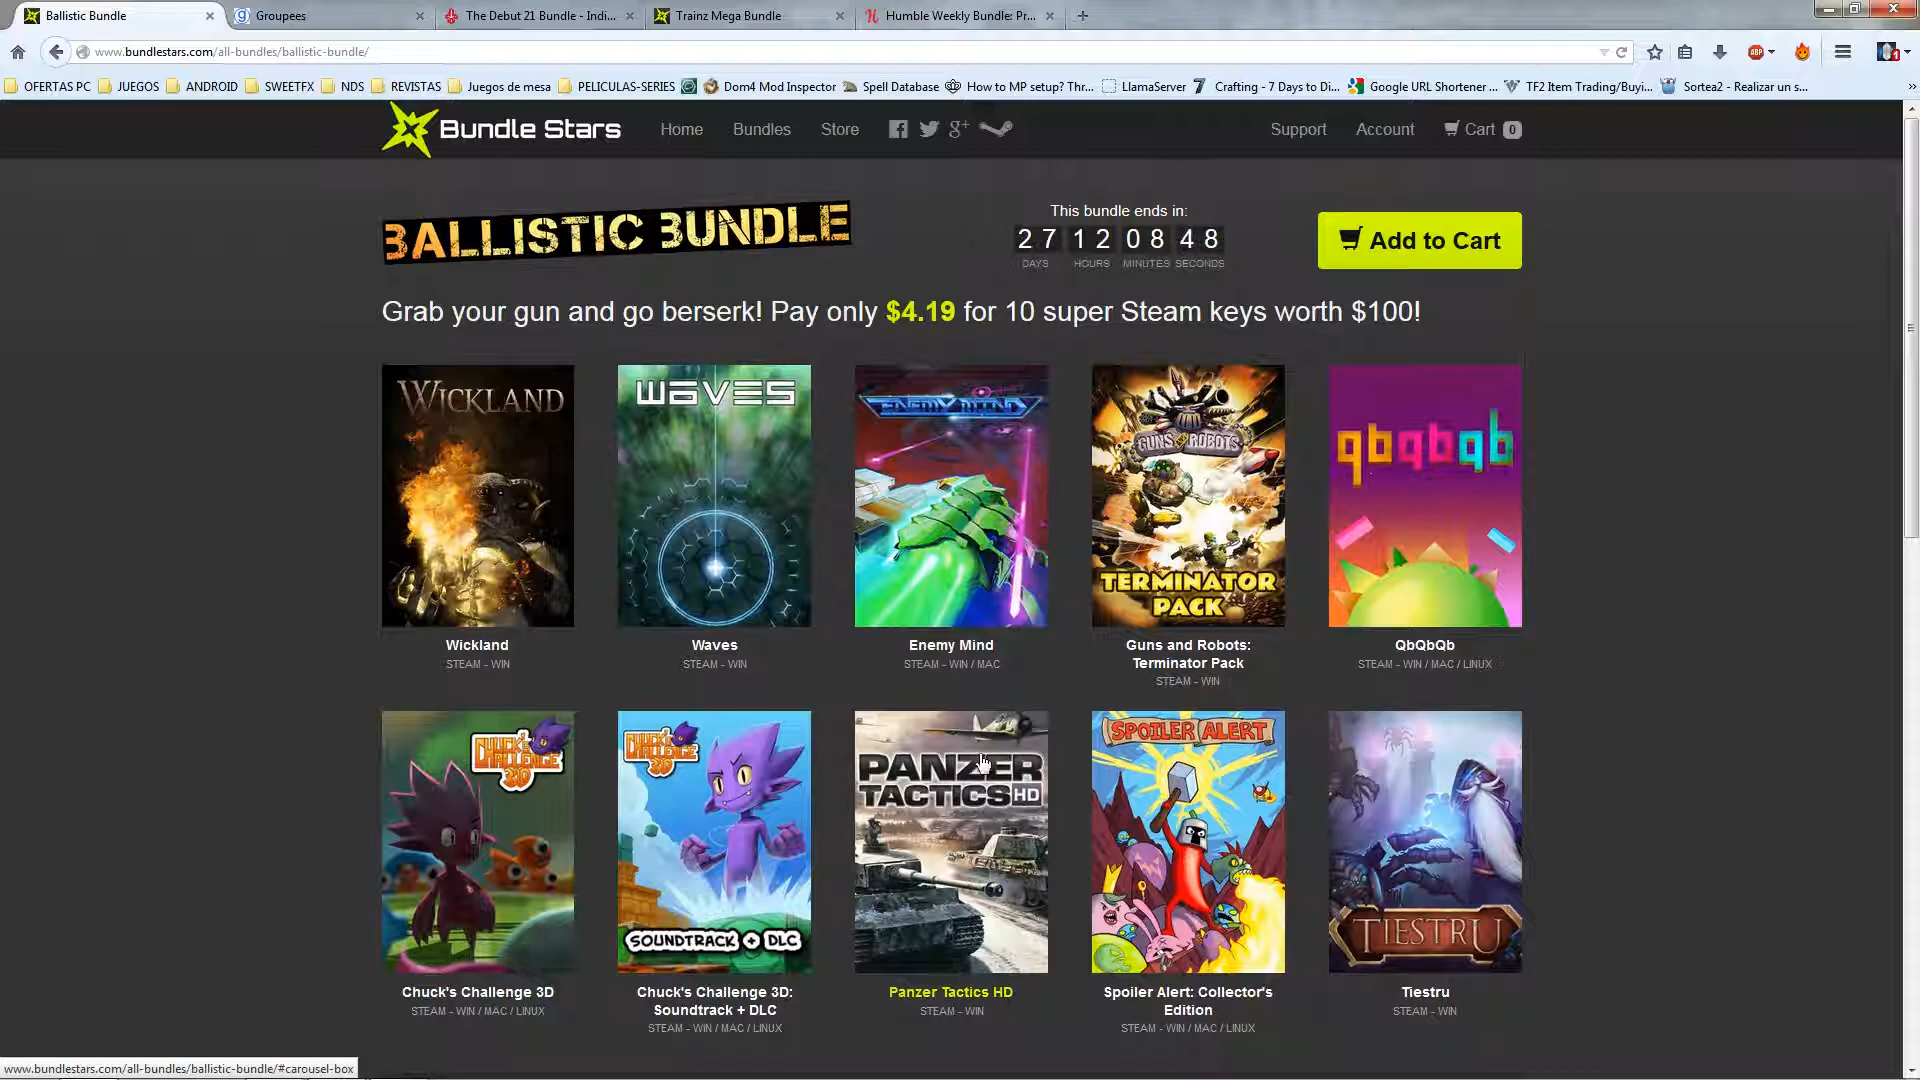 Ballistic Bundle
Groupees
The Debut 21 Bundle - Indi...
Trainz Mega Bundle
Humble Weekly Bundle: Pr...
www.bundlestars.com/all-bundles/ballistic-bundle/
ABP
1
OFERTAS PC
JUEGOS
ANDROID
SWEETFX
NDS
REVISTAS
Juegos de mesa
PELICULAS-SERIES
Dom4 Mod Inspector
Spell Database
How to MP setup? Thr...
LlamaServer
Crafting - 7 Days to Di...
Google URL Shortener ...
TF2 Item Trading/Buyi...
Sortea2 - Realizar un s...
Bundle Stars
Home
Bundles
Store
Support
Account
Cart 0
BALLISTIC BUNDLE
This bundle ends in:
27 12 08 48
DAYS HOURS MINUTES SECONDS
Add to Cart
Grab your gun and go berserk! Pay only $4.19 for 10 super Steam keys worth $100!
WICKLAND
WAVES
ENEMY MIND
GUNS ROBOTS
TERMINATOR
PACK
qbqbqb
Wickland
STEAM - WIN
Waves
STEAM - WIN
Enemy Mind
STEAM - WIN / MAC
Guns and Robots:
Terminator Pack
STEAM - WIN
QbQbQb
STEAM - WIN / MAC / LINUX
CHUCK'S
CHALLENGE
3D
CHUCK'S
CHALLENGE
3D
SOUNDTRACK + DLC
PANZER
TACTICS HD
SPOILER ALERT
TIESTRU
Chuck's Challenge 3D
STEAM - WIN / MAC / LINUX
Chuck's Challenge 3D:
Soundtrack + DLC
STEAM - WIN / MAC / LINUX
Panzer Tactics HD
STEAM - WIN
Spoiler Alert: Collector's
Edition
STEAM - WIN / MAC / LINUX
Tiestru
STEAM - WIN
www.bundlestars.com/all-bundles/ballistic-bundle/#carousel-box